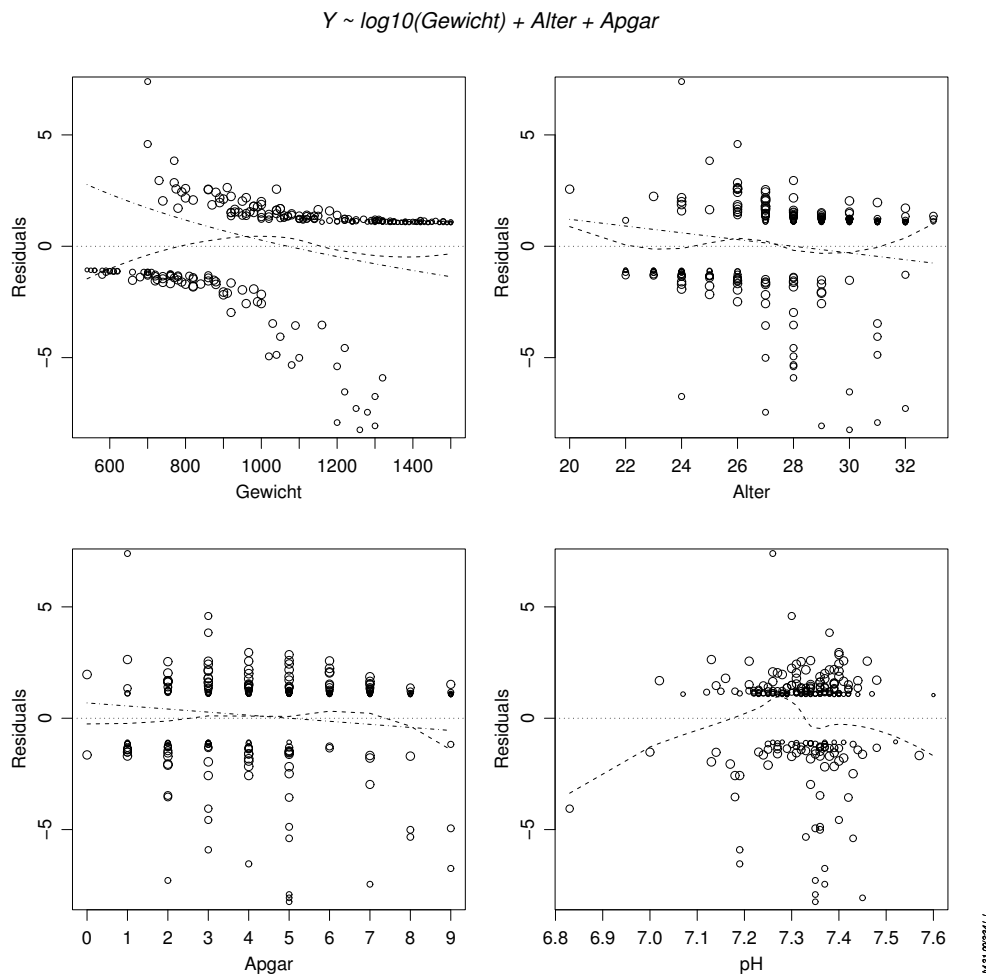 Y ~ log10(Gewicht) + Alter + Apgar
Residuals
5
0
−5
600 800 1000 1200 1400
Gewicht
Residuals
5
0
−5
20 22 24 26 28 30 32
Alter
Residuals
5
0
−5
0 1 2 3 4 5 6 7 8 9
Apgar
Residuals
5
0
−5
6.8 6.9 7.0 7.1 7.2 7.3 7.4 7.5 7.6
pH